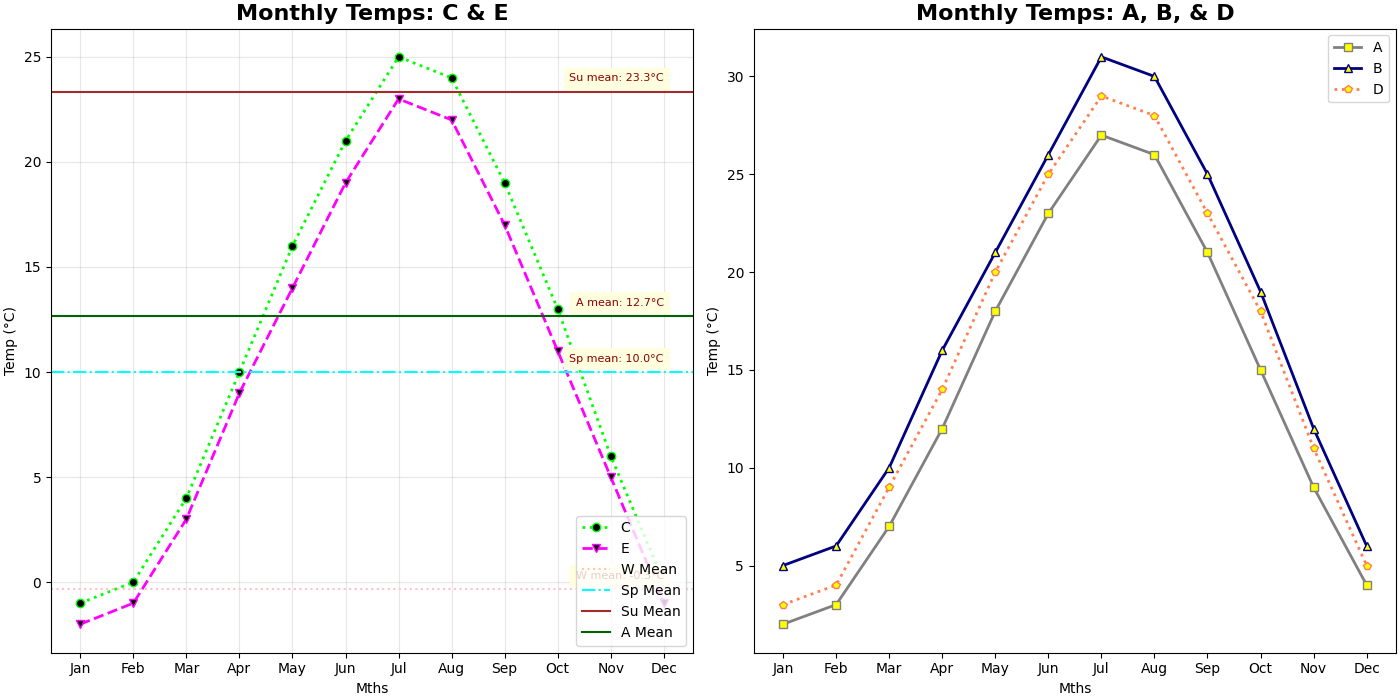 Monthly Temps: C & E
Temp (°C)
25
20
15
10
5
0
Su mean: 23.3°C
A mean: 12.7°C
Sp mean: 10.0°C
W mean: -0.3°C
C
E
W Mean
Sp Mean
Su Mean
A Mean
Jan Feb Mar Apr May Jun Jul Aug Sep Oct Nov Dec
Mths
Monthly Temps: A, B, & D
Temp (°C)
30
25
20
15
10
5
A
B
D
Jan Feb Mar Apr May Jun Jul Aug Sep Oct Nov Dec
Mths